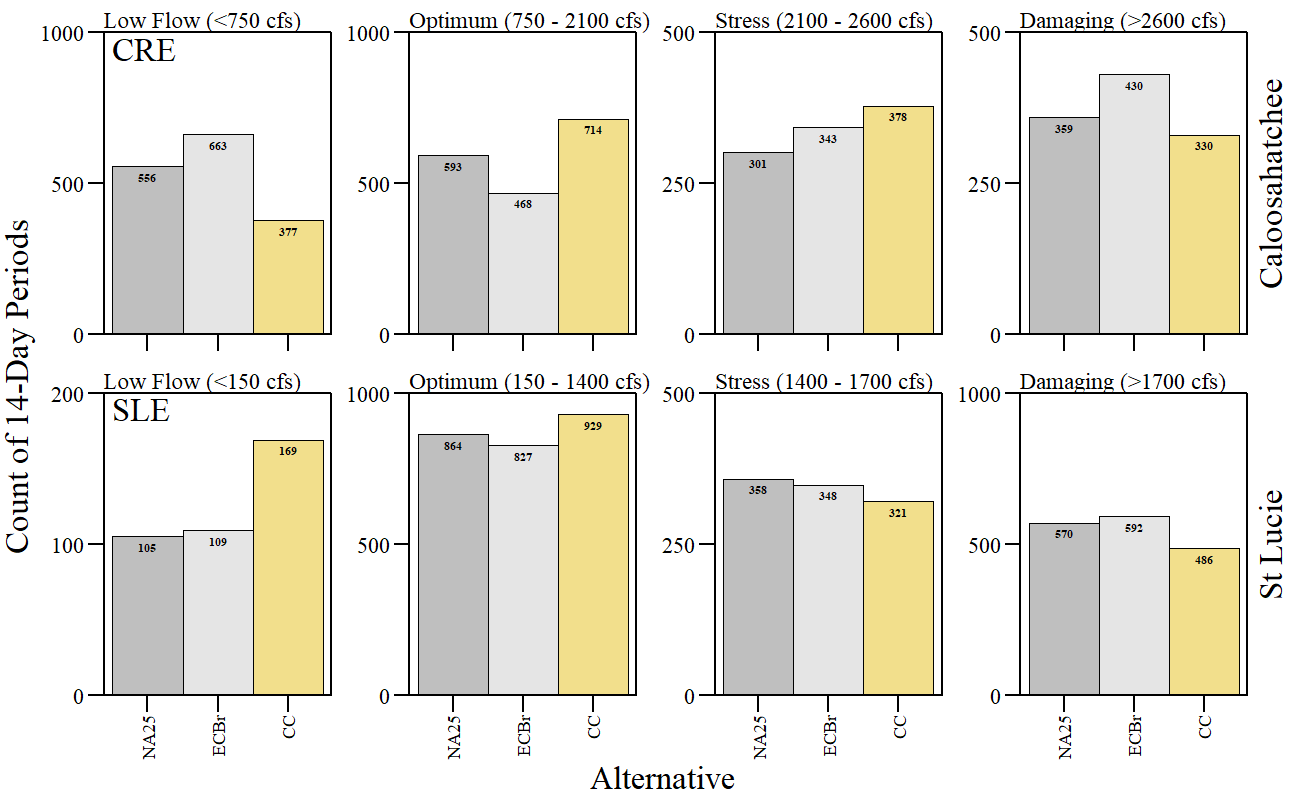 Low Flow (<750 cfs)
Optimum (750 - 2100 cfs)
Stress (2100 - 2600 cfs)
Damaging (>2600 cfs)
1000
500
0
CRE
556
663
377
1000
500
0
593
468
714
500
250
0
301
343
378
500
250
0
359
430
330
Caloosahatchee
Count of 14-Day Periods
Low Flow (<150 cfs)
Optimum (150 - 1400 cfs)
Stress (1400 - 1700 cfs)
Damaging (>1700 cfs)
200
100
0
SLE
105
109
169
1000
500
0
864
827
929
500
250
0
358
348
321
1000
500
0
570
592
486
St Lucie
NA25
ECBr
CC
NA25
ECBr
CC
NA25
ECBr
CC
NA25
ECBr
CC
Alternative